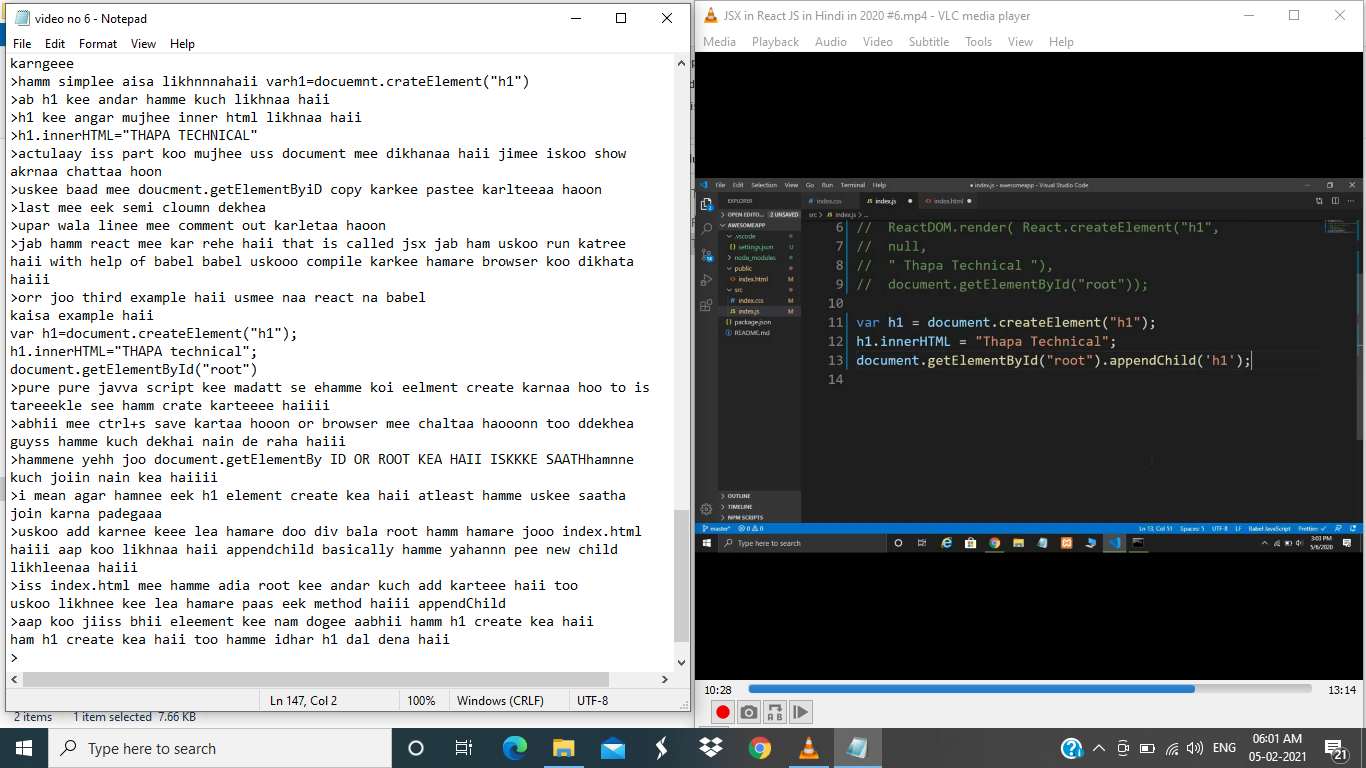 video no 6 - Notepad
File Edit Format View Help
karngeee
>hamm simplee aisa likhnnnahaii varh1=docuemnt.crateElement("h1")
>ab h1 kee andar hamme kuch likhnaa haii
>h1 kee angar mujhee inner html likhnaa haii
>h1.innerHTML="THAPA TECHNICAL"
>actulaay iss part koo mujhee uss document mee dikhanaa haii jimee iskoo show
akrnaa chattaa hoon
>uskee baad mee doucment.getElementByiD copy karkee pastee karlteeaa haoon
>last mee eek semi cloumn dekhea
>upar wala linee mee comment out karletaa haoon
>jab hamm react mee kar rehe haii that is called jsx jab ham uskoo run katree
haii with help of babel babel uskooo compile karkee hamare browser koo dikhata
haiii
>orr joo third example haii usmee naa react na babel
kaisa example haii
var h1=document.createElement("h1");
h1.innerHTML="THAPA technical";
document.getElementById("root")
>pure pure javva script kee madatt se ehamme koi eelment create karnaa hoo to is
tareeekle see hamm crate karteeee haiiii
>abhii mee ctrl+s save kartaa hooon or browser mee chaltaa haooonn too ddekhea
guyss hamme kuch dekhai nain de raha haiii
>hammene yehh joo document.getElementBy ID OR ROOT KEA HAII ISKKKE SAATHhamnne
kuch joiin nain kea haiiii
>i mean agar hamnee eek h1 element create kea haii atleast hamme uskee saatha
join karna padegaaa
>uskoo add karnee keee lea hamare doo div bala root hamm hamare jooo index.html
haiii aap koo likhnaa haii appendchild basically hamme yahannn pee new child
likhleenaa haiii
>iss index.html mee hamme adia root kee andar kuch add karteee haii too
uskoo likhnee kee lea hamare paas eek method haiii appendChild
>aap koo jiiss bhii eleement kee nam dogee aabhii hamm h1 create kea haii
ham h1 create kea haii too hamme idhar h1 dal dena haii
>
Ln 147, Col 2 100% Windows (CRLF) UTF-8
2 items 1 item selected 7.66 KB
JSX in React JS in Hindi in 2020 #6.mp4 - VLC media player
Media Playback Audio Video Subtitle Tools View Help
File Edit Selection View Go Run Terminal Help
● index.js - awesomeapp - Visual Studio Code
EXPLORER
# index.css JS index.js ● index.html ●
OPEN EDITO... 2 UNSAVED
src > JS index.js > ...
AWESOMEAPP
.vscode
settings.json U
node_modules
public
index.html M
src
# index.css M
JS index.js M
package.json
README.md
6 // ReactDOM.render( React.createElement("h1",
7 // null,
8 // " Thapa Technical "),
9 // document.getElementById("root"));
10
11 var h1 = document.createElement("h1");
12 h1.innerHTML = "Thapa Technical";
13 document.getElementById("root").appendChild('h1');
14
OUTLINE
TIMELINE
NPM SCRIPTS
master* 0 0 Ln 13, Col 51 Spaces: 5 UTF-8 LF Babel JavaScript Prettier: ✓
Type here to search
3:03 PM
5/6/2020
10:28 13:14
Type here to search
ENG
06:01 AM
05-02-2021
21